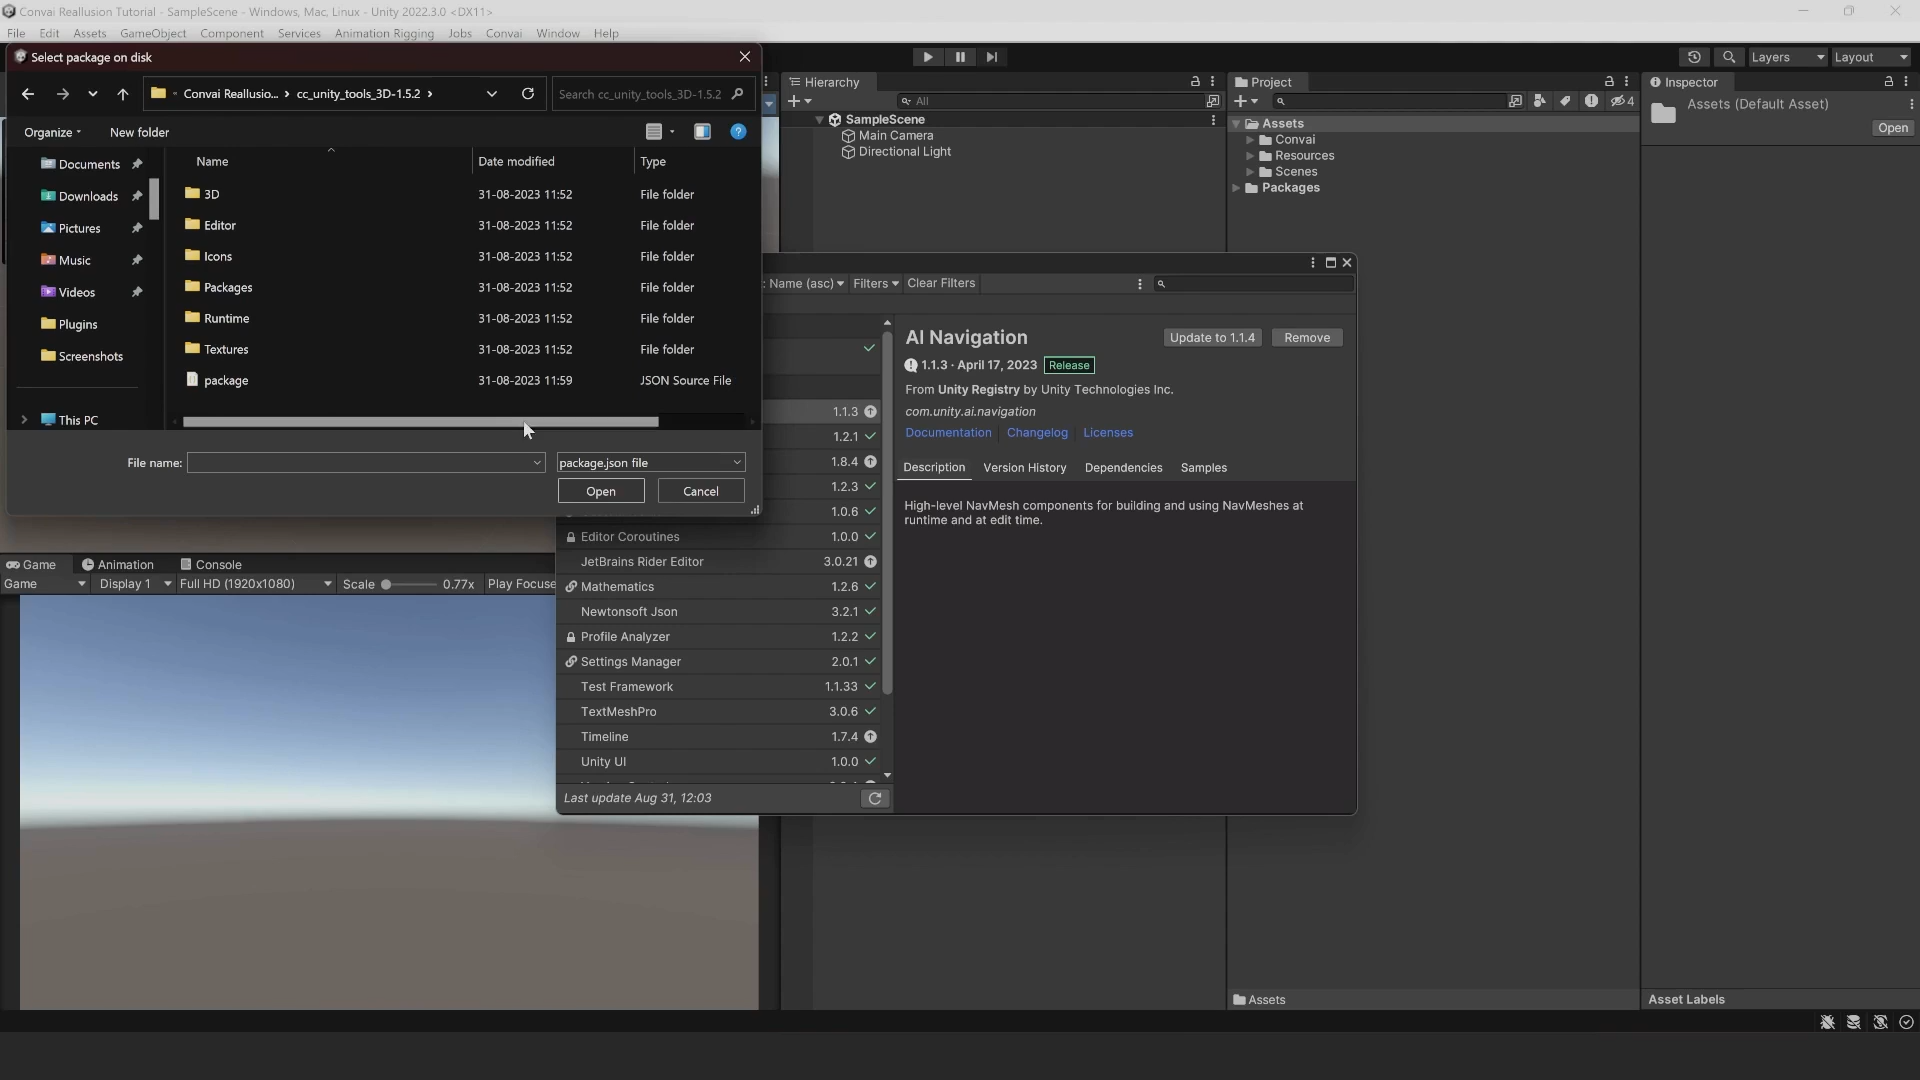 Convai Reallusion Tutorial - SampleScene - Windows, Mac, Linux - Unity 2022.3.0 <DX11>
File Edit Assets GameObject Component Services Animation Rigging Jobs Convai Window Help
Select package on disk
Convai Reallusio... > cc_unity_tools_3D-1.5.2 >
Search cc_unity_tools_3D-1.5.2
Organize
New folder
Documents
Downloads
Pictures
Music
Videos
Plugins
Screenshots
This PC
Name Date modified Type
3D 31-08-2023 11:52 File folder
Editor 31-08-2023 11:52 File folder
Icons 31-08-2023 11:52 File folder
Packages 31-08-2023 11:52 File folder
Runtime 31-08-2023 11:52 File folder
Textures 31-08-2023 11:52 File folder
package 31-08-2023 11:59 JSON Source File
File name:
package.json file
Open Cancel
Layers Layout
Hierarchy
All
SampleScene
Main Camera
Directional Light
Project
4
Assets
Convai
Resources
Scenes
Packages
Inspector
Assets (Default Asset)
Open
: Name (asc) Filters Clear Filters
1.1.3
1.2.1
1.8.4
1.2.3
1.0.6
Editor Coroutines 1.0.0
JetBrains Rider Editor 3.0.21
Mathematics 1.2.6
Newtonsoft Json 3.2.1
Profile Analyzer 1.2.2
Settings Manager 2.0.1
Test Framework 1.1.33
TextMeshPro 3.0.6
Timeline 1.7.4
Unity UI 1.0.0
Last update Aug 31, 12:03
AI Navigation
Update to 1.1.4 Remove
1.1.3 · April 17, 2023 Release
From Unity Registry by Unity Technologies Inc.
com.unity.ai.navigation
Documentation Changelog Licenses
Description Version History Dependencies Samples
High-level NavMesh components for building and using NavMeshes at
runtime and at edit time.
Game Animation Console
Game Display 1 Full HD (1920x1080) Scale 0.77x Play Focuse
Assets
Asset Labels